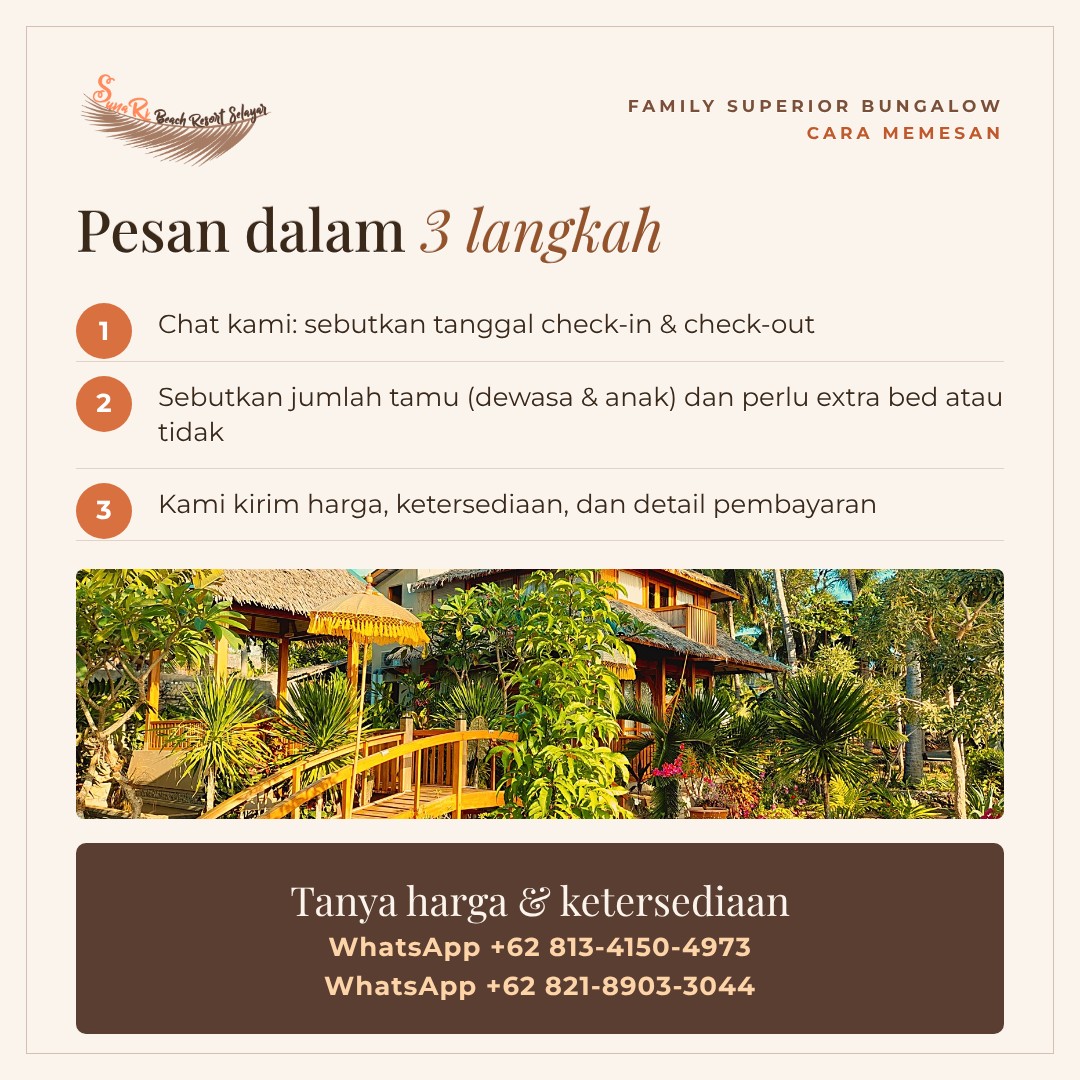 SunaRi Beach Resort Selayar
FAMILY SUPERIOR BUNGALOW
CARA MEMESAN
Pesan dalam 3 langkah
1 Chat kami: sebutkan tanggal check-in & check-out
2 Sebutkan jumlah tamu (dewasa & anak) dan perlu extra bed atau
tidak
3 Kami kirim harga, ketersediaan, dan detail pembayaran
Tanya harga & ketersediaan
WhatsApp +62 813-4150-4973
WhatsApp +62 821-8903-3044